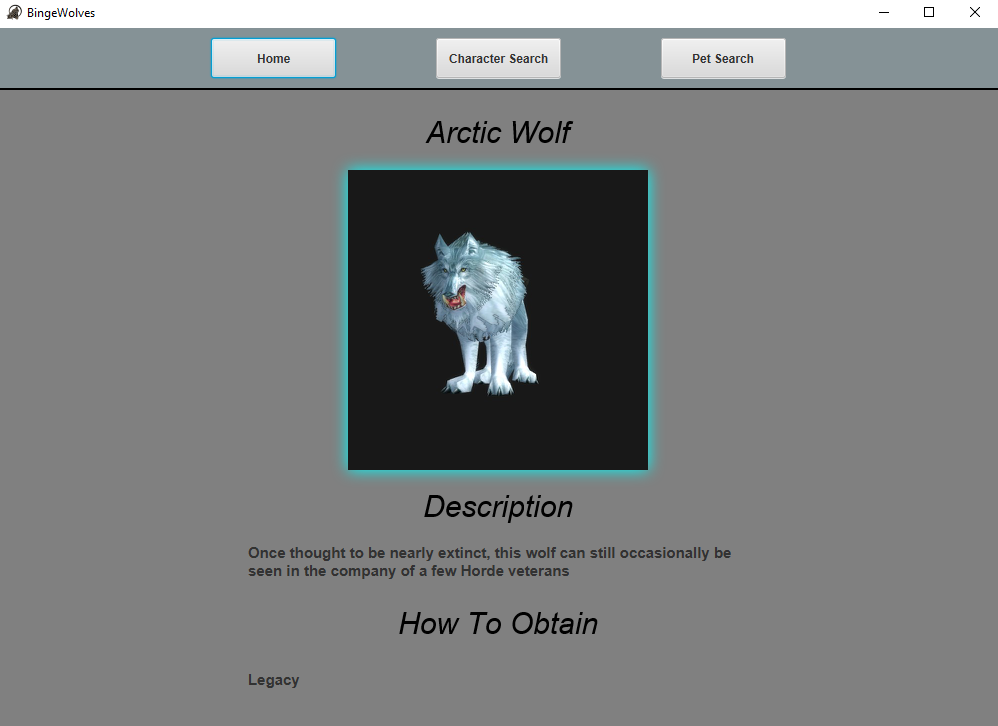 BingeWolves
Home
Character Search
Pet Search
Arctic Wolf
Description
Once thought to be nearly extinct, this wolf can still occasionally be
seen in the company of a few Horde veterans
How To Obtain
Legacy